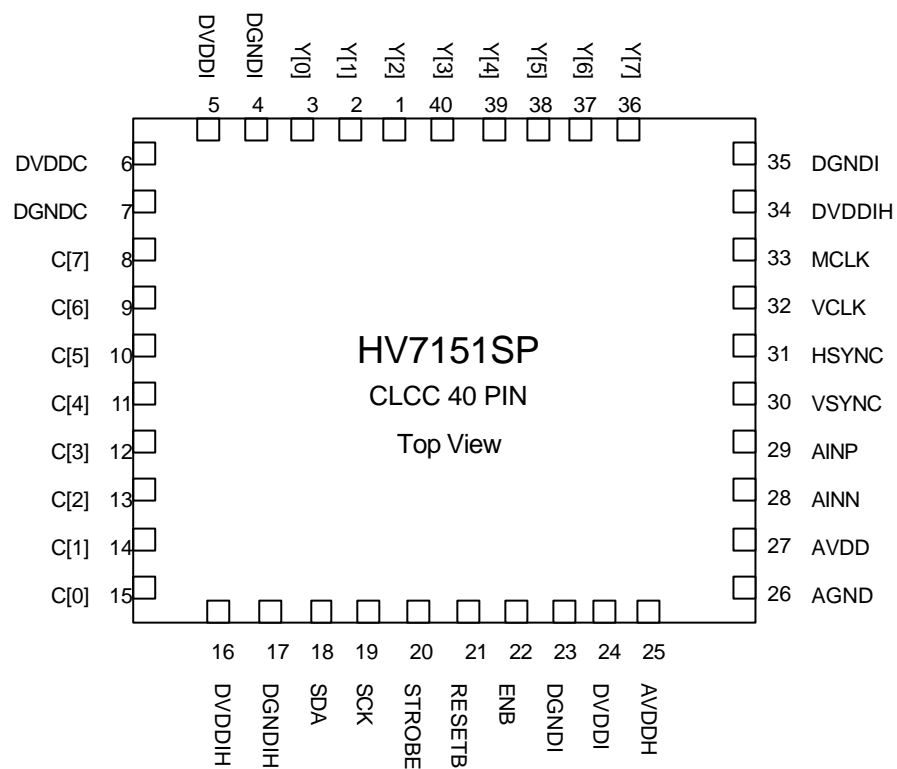 DVDDI DGNDI Y[0] Y[1] Y[2] Y[3] Y[4] Y[5] Y[6] Y[7]
5 4 3 2 1 40 39 38 37 36
DVDDC 6 35 DGNDI
DGNDC 7 34 DVDDIH
C[7] 8 33 MCLK
C[6] 9 32 VCLK
C[5] 10 31 HSYNC
C[4] 11 30 VSYNC
C[3] 12 29 AINP
C[2] 13 28 AINN
C[1] 14 27 AVDD
C[0] 15 26 AGND
HV7151SP
CLCC 40 PIN
Top View
16 17 18 19 20 21 22 23 24 25
DVDDIH DGNDIH SDA SCK STROBE RESETB ENB DGNDI DVDDI AVDDH